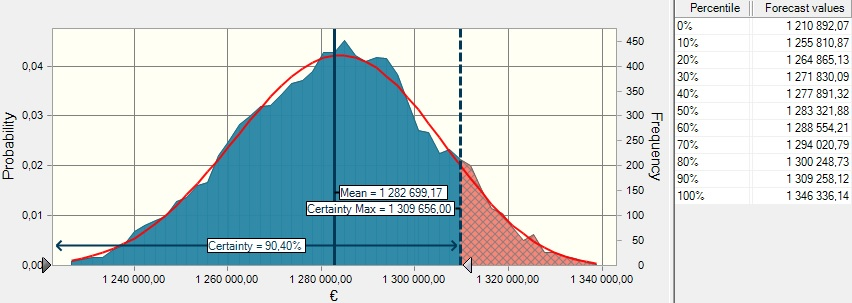 Probability
0,04
0,03
0,02
0,01
0,00
Mean = 1 282 699,17
Certainty Max = 1 309 656,00
Certainty = 90,40%
450
400
350
300
250
200
150
100
50
0
Frequency
1 240 000,00 1 260 000,00 1 280 000,00 1 300 000,00 1 320 000,00 1 340 000,00
€
Percentile Forecast values
0% 1 210 892,07
10% 1 255 810,87
20% 1 264 865,13
30% 1 271 830,09
40% 1 277 891,32
50% 1 283 321,88
60% 1 288 554,21
70% 1 294 020,79
80% 1 300 248,73
90% 1 309 258,12
100% 1 346 336,14